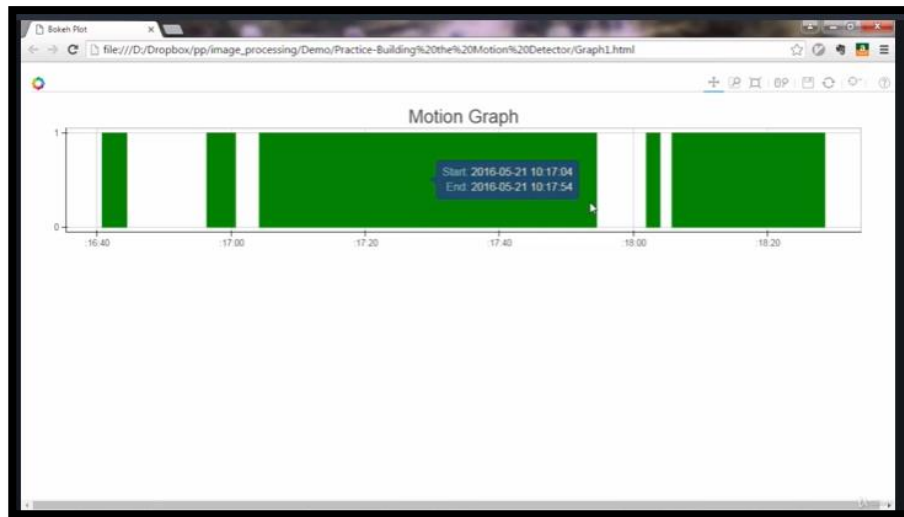 Bokeh Plot
file:///D:/Dropbox/pp/image_processing/Demo/Practice-Building%20the%20Motion%20Detector/Graph1.html
Motion Graph
1
Start: 2016-05-21 10:17:04
End: 2016-05-21 10:17:54
0
:16:40 :17:00 :17:20 :17:40 :18:00 :18:20